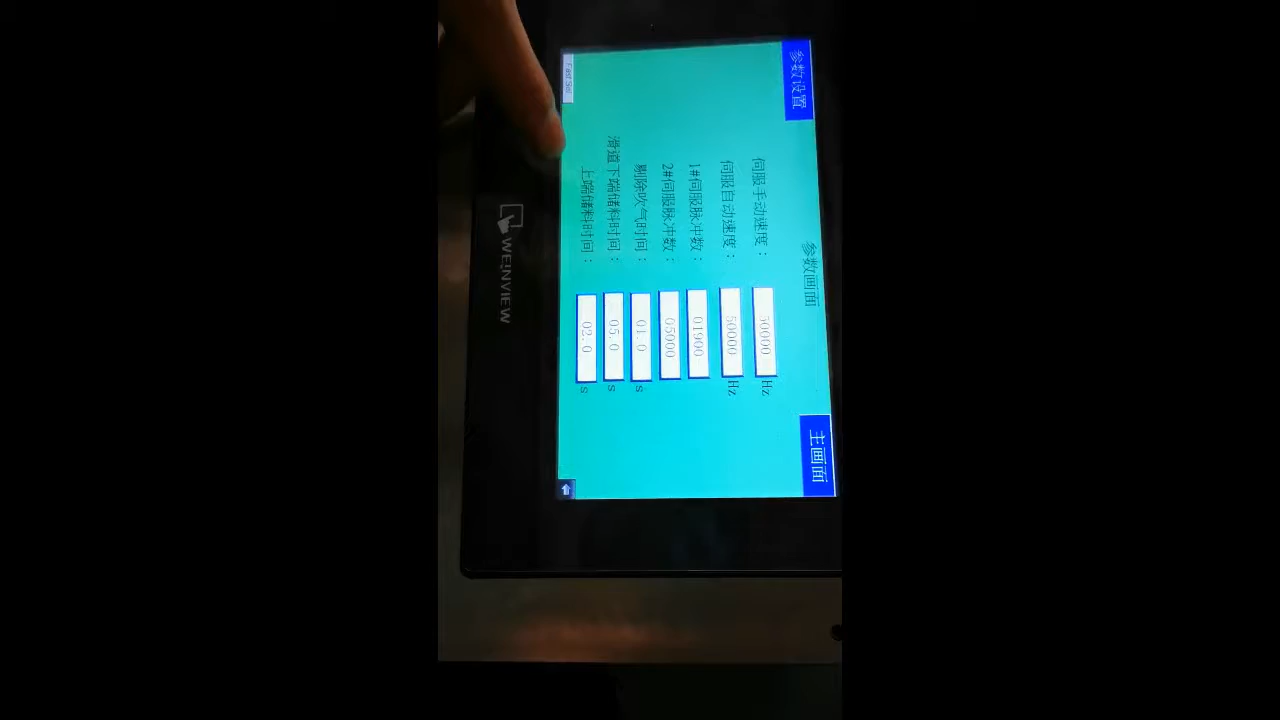 参数设置
参数画面
主画面
伺服手动速度： 50000 Hz
伺服自动速度： 50000 Hz
1#伺服脉冲数： 01900
2#伺服脉冲数： 05000
剔除吹气时间： 01.0 s
滑道下端储料时间： 05.0 s
上端储料时间： 02.0 s
Fast Sel
WEINVIEW